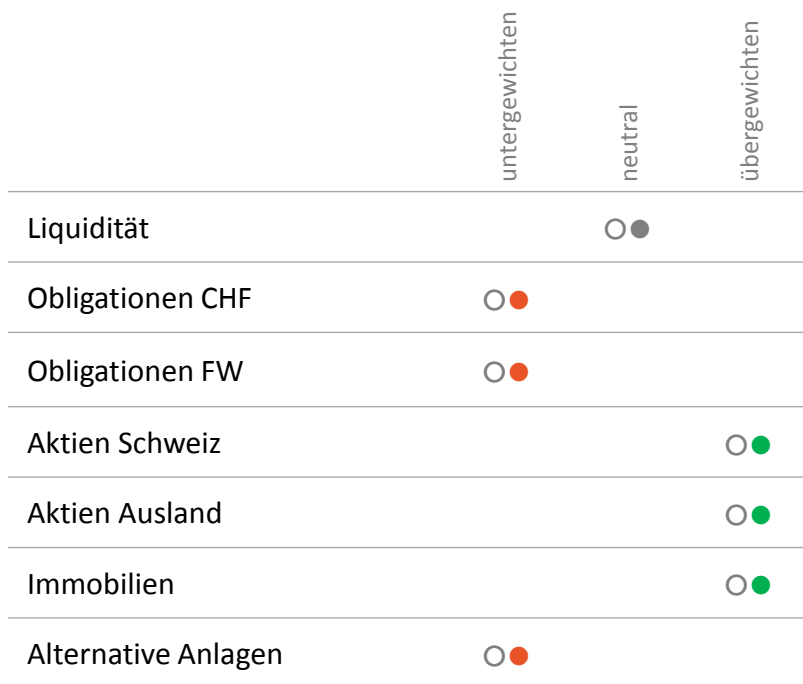 untergewichten
neutral
übergewichten
Liquidität
Obligationen CHF
Obligationen FW
Aktien Schweiz
Aktien Ausland
Immobilien
Alternative Anlagen